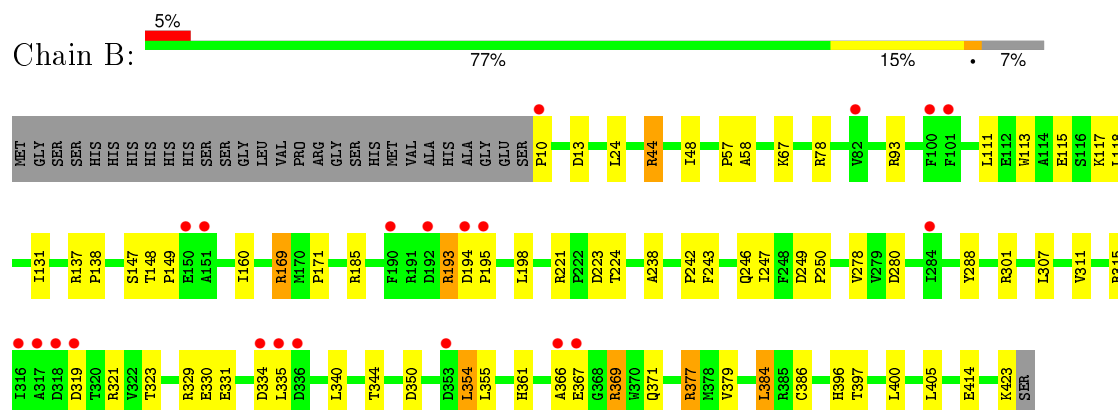 5%
Chain B:
77% 15% • 7%
MET GLY SER SER HIS HIS HIS HIS HIS HIS SER SER GLY LEU VAL PRO ARG GLY SER HIS MET VAL ALA HIS ALA GLY GLU SER P10 D13 L24 R44 I48 P57 A58 K67 R78 V82 R93 F100 F101 L111 E112 W113 A114 E115 S116 K117 L118
I131 R137 P138 S147 T148 P149 E150 A151 I160 R169 M170 P171 R185 F190 R191 D192 R193 D194 P195 L198 R221 P222 D223 T224 A238 P242 F243 Q246 I247 F248 D249 P250 V278 V279 D280 I284 Y288 R301 L307 V311
I316 A317 D318 D319 T320 R321 V322 T323 R329 E330 E331 D334 L335 D336 L340 T344 D350 D353 L354 L355 H361 A366 E367 G368 R369 W370 Q371 R377 M378 V379 L384 R385 C386 H396 T397 L400 L405 E414 K423 SER